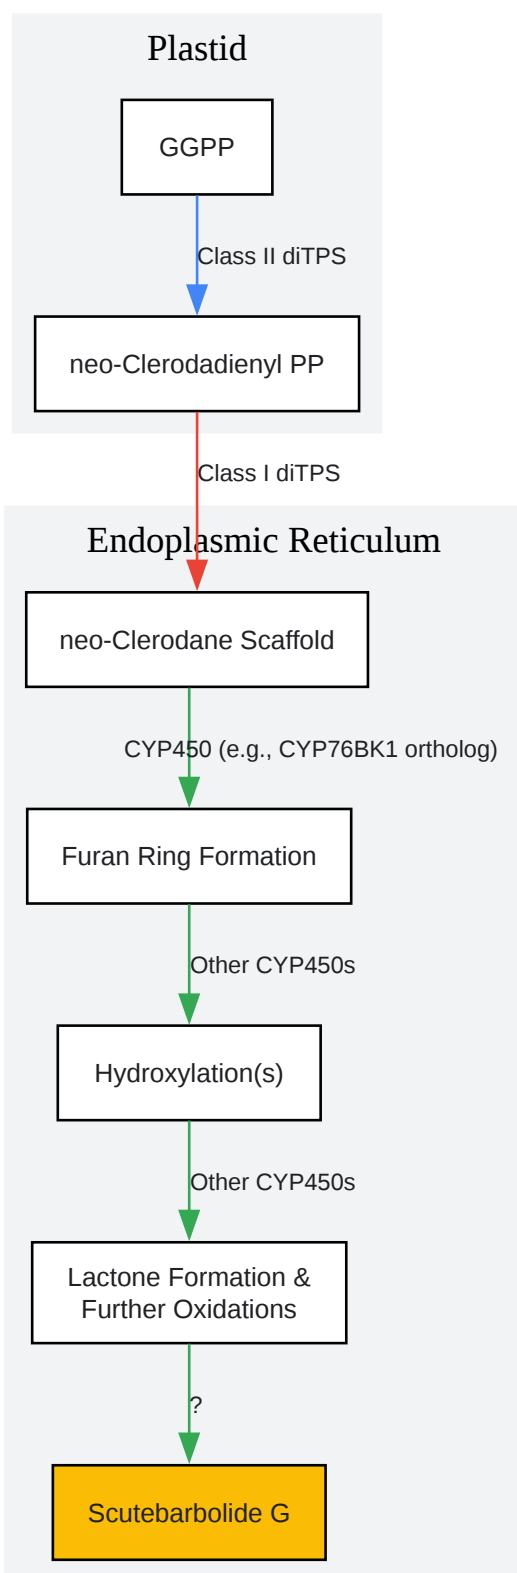 Plastid
GGPP
Class II diTPS
neo-Clerodadienyl PP
Class I diTPS
Endoplasmic Reticulum
neo-Clerodane Scaffold
CYP450 (e.g., CYP76BK1 ortholog)
Furan Ring Formation
Other CYP450s
Hydroxylation(s)
Other CYP450s
Lactone Formation &
Further Oxidations
?
Scutebarbolide G